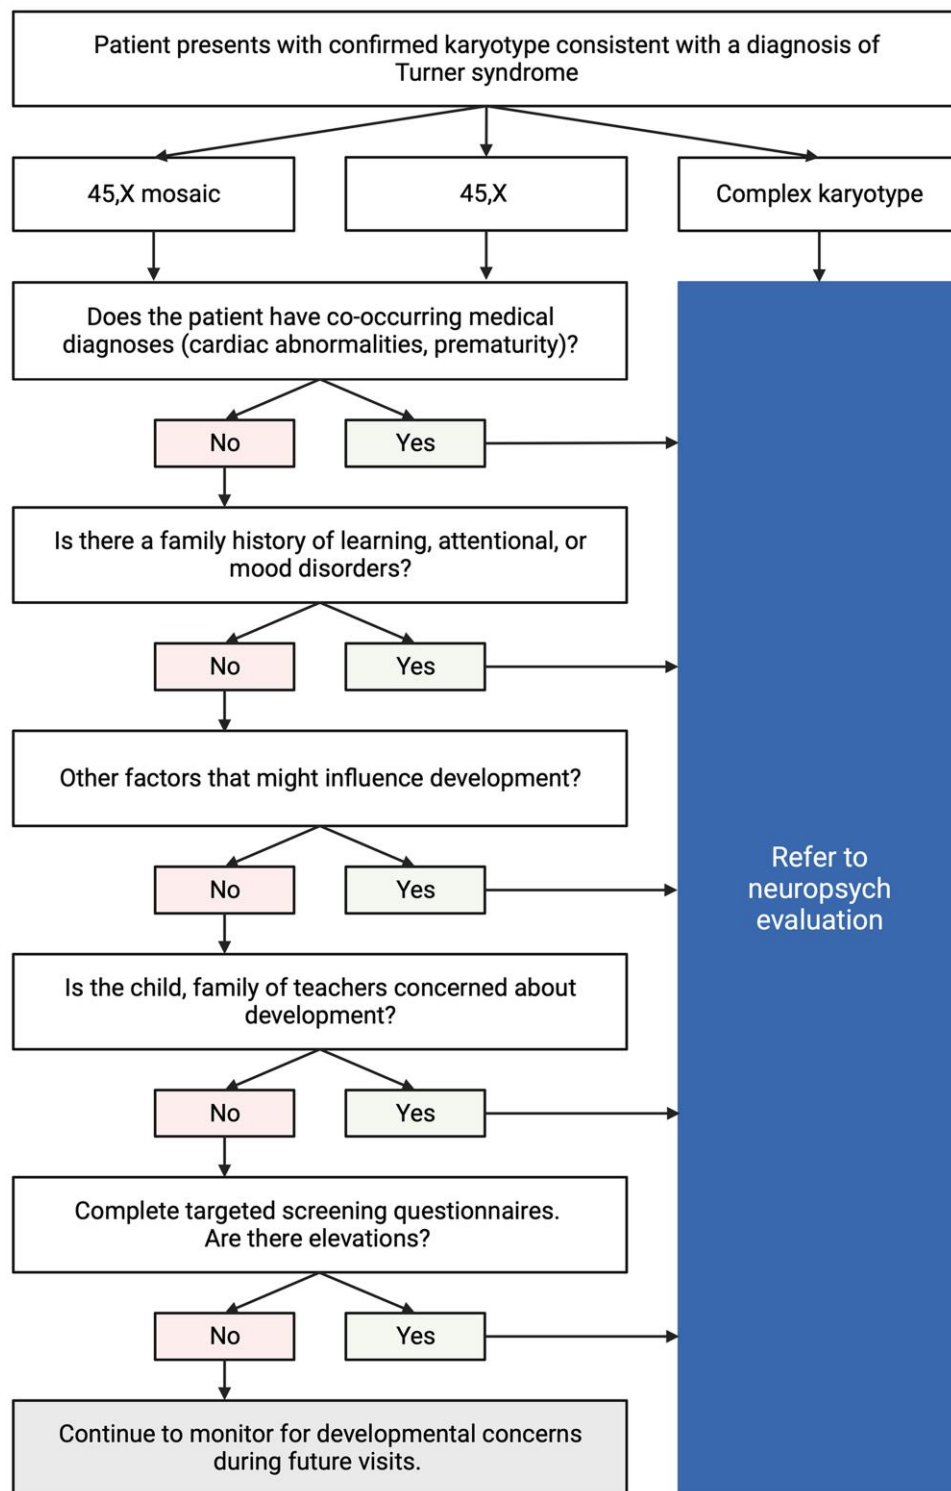 Patient presents with confirmed karyotype consistent with a diagnosis of
Turner syndrome
45,X mosaic
45,X
Complex karyotype
Does the patient have co-occurring medical
diagnoses (cardiac abnormalities, prematurity)?
No
Yes
Is there a family history of learning, attentional, or
mood disorders?
No
Yes
Other factors that might influence development?
No
Yes
Refer to
neuropsych
evaluation
Is the child, family of teachers concerned about
development?
No
Yes
Complete targeted screening questionnaires.
Are there elevations?
No
Yes
Continue to monitor for developmental concerns
during future visits.